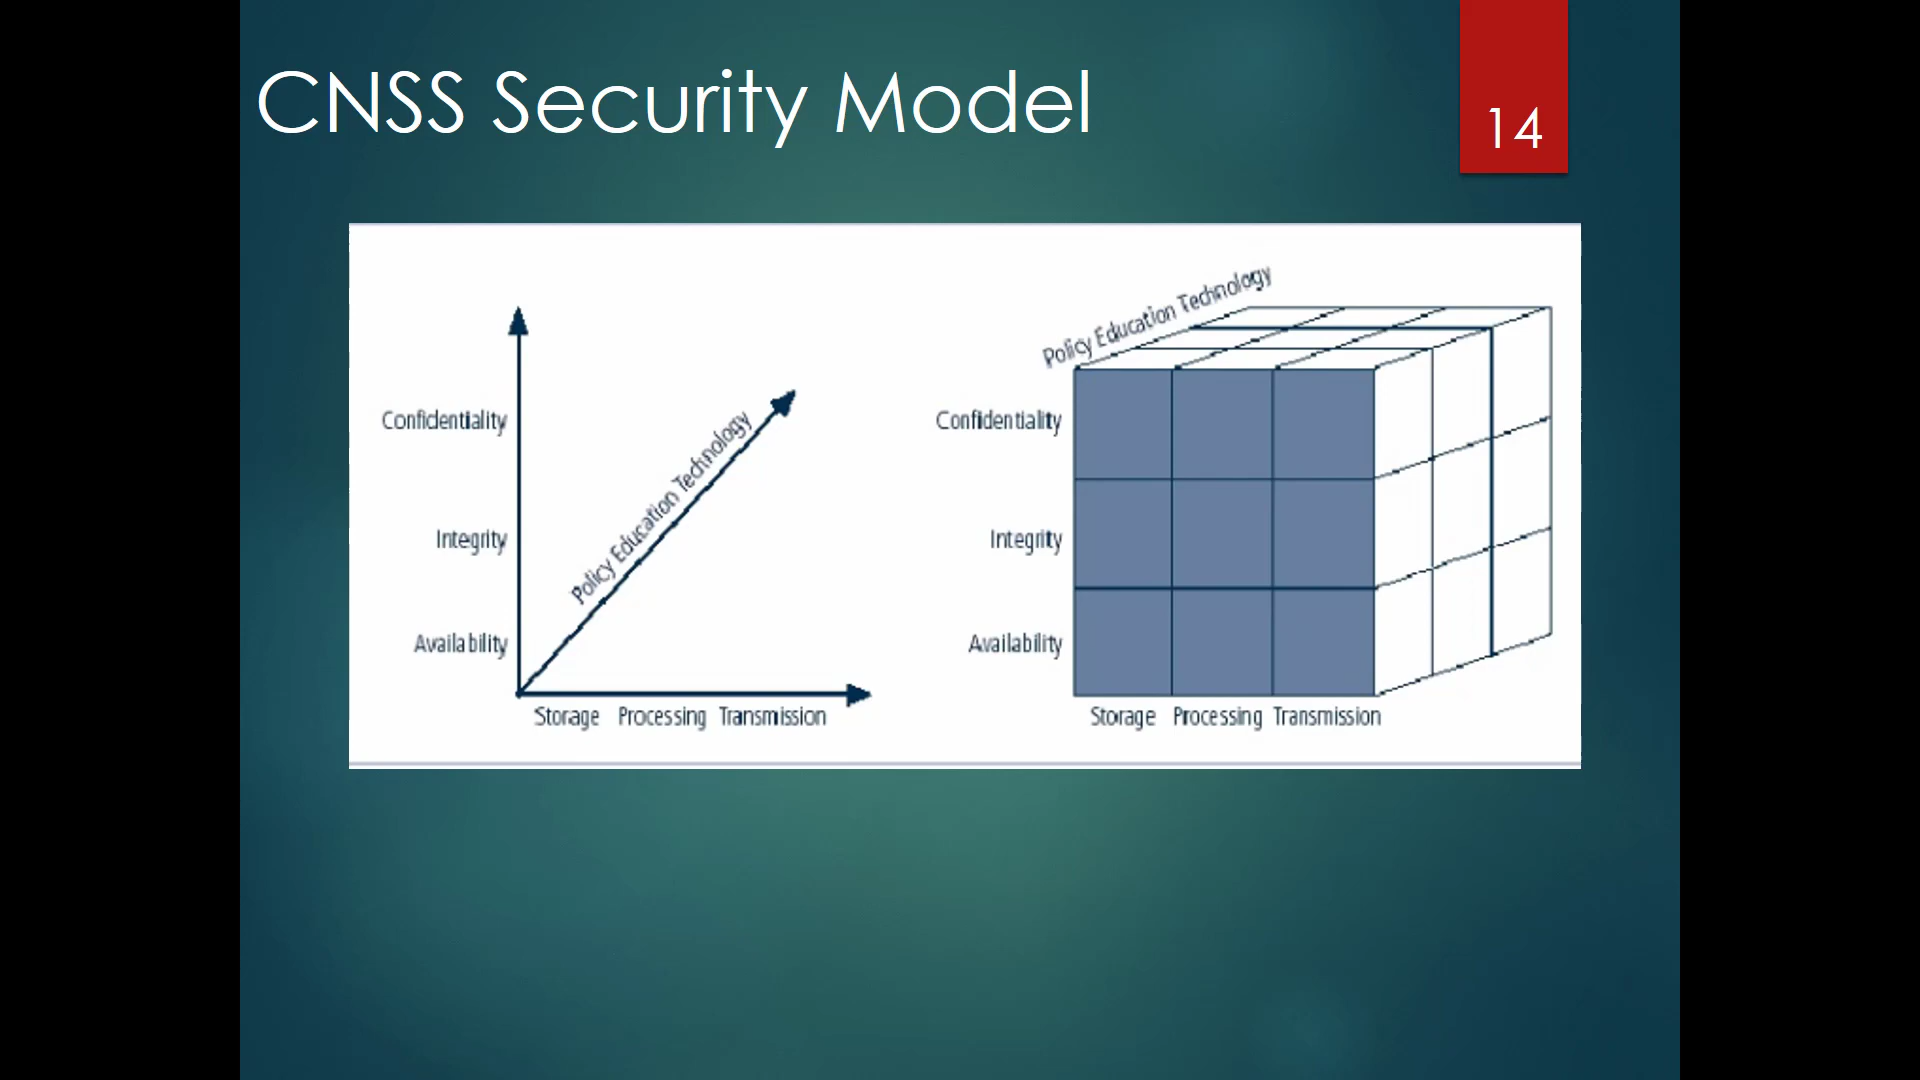 CNSS Security Model
14
Confidentiality
Integrity
Availability
Policy Education Technology
Storage Processing Transmission
Policy Education Technology
Confidentiality
Integrity
Availability
Storage Processing Transmission